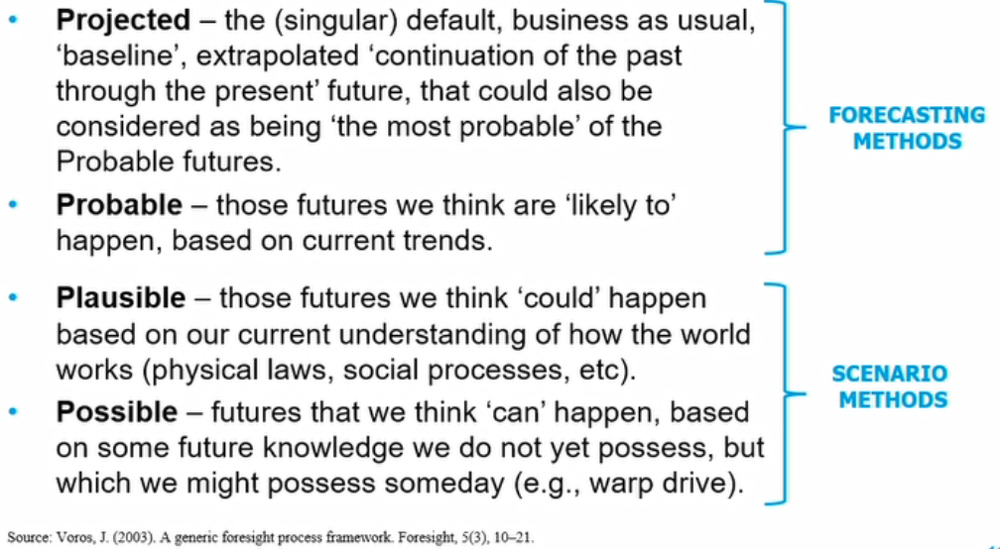 • Projected – the (singular) default, business as usual,
‘baseline’, extrapolated ‘continuation of the past
through the present’ future, that could also be
considered as being ‘the most probable’ of the
Probable futures.
FORECASTING
METHODS
• Probable – those futures we think are ‘likely to’
happen, based on current trends.
• Plausible – those futures we think ‘could’ happen
based on our current understanding of how the world
works (physical laws, social processes, etc).
• Possible – futures that we think ‘can’ happen, based
on some future knowledge we do not yet possess, but
which we might possess someday (e.g., warp drive).
SCENARIO
METHODS
Source: Voros, J. (2003). A generic foresight process framework. Foresight, 5(3), 10–21.